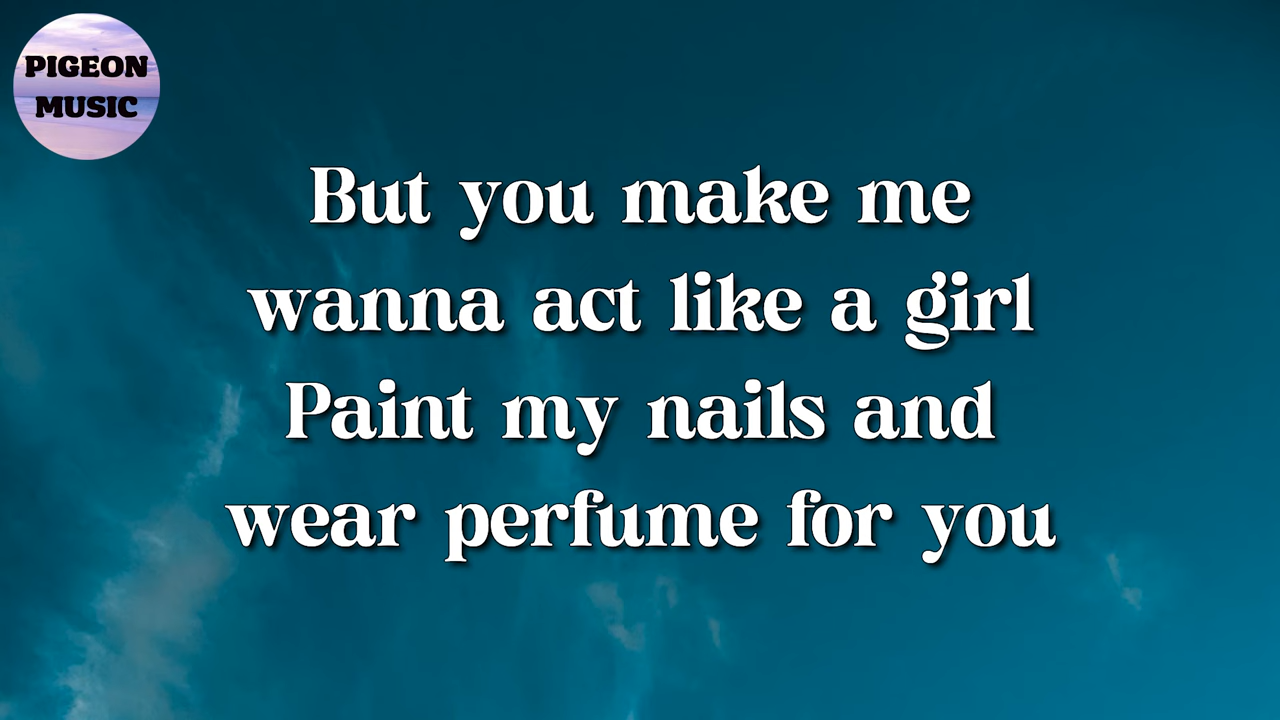 PIGEON
MUSIC
But you make me
wanna act like a girl
Paint my nails and
wear perfume for you